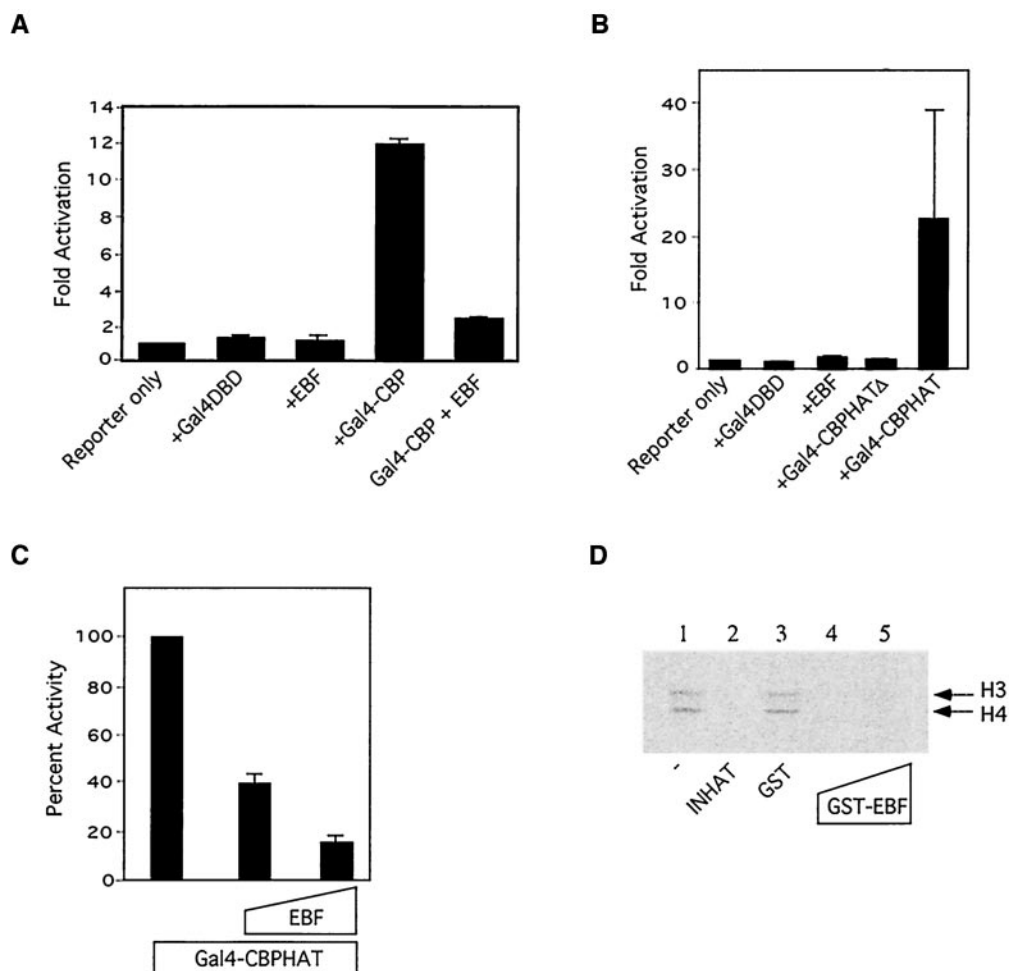 A
Fold Activation
14
12
10
8
6
4
2
0
Reporter only
+Gal4DBD
+EBF
+Gal4-CBP
Gal4-CBP + EBF
B
Fold Activation
40
30
20
10
0
Reporter only
+Gal4DBD
+EBF
+Gal4-CBPHATΔ
+Gal4-CBPHAT
C
Percent Activity
100
80
60
40
20
0
EBF
Gal4-CBPHAT
D
1 2 3 4 5
H3
H4
-
INHAT
GST
GST-EBF